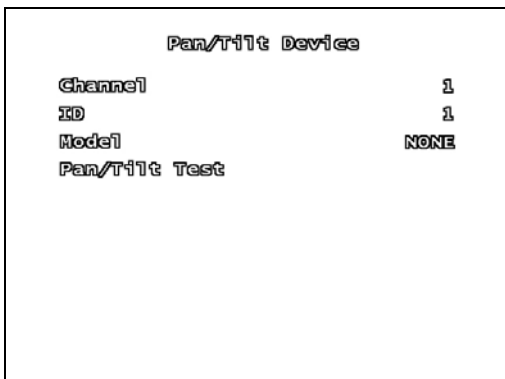 Pan/Tilt Device
Channel 1
ID 1
Model NONE
Pan/Tilt Test